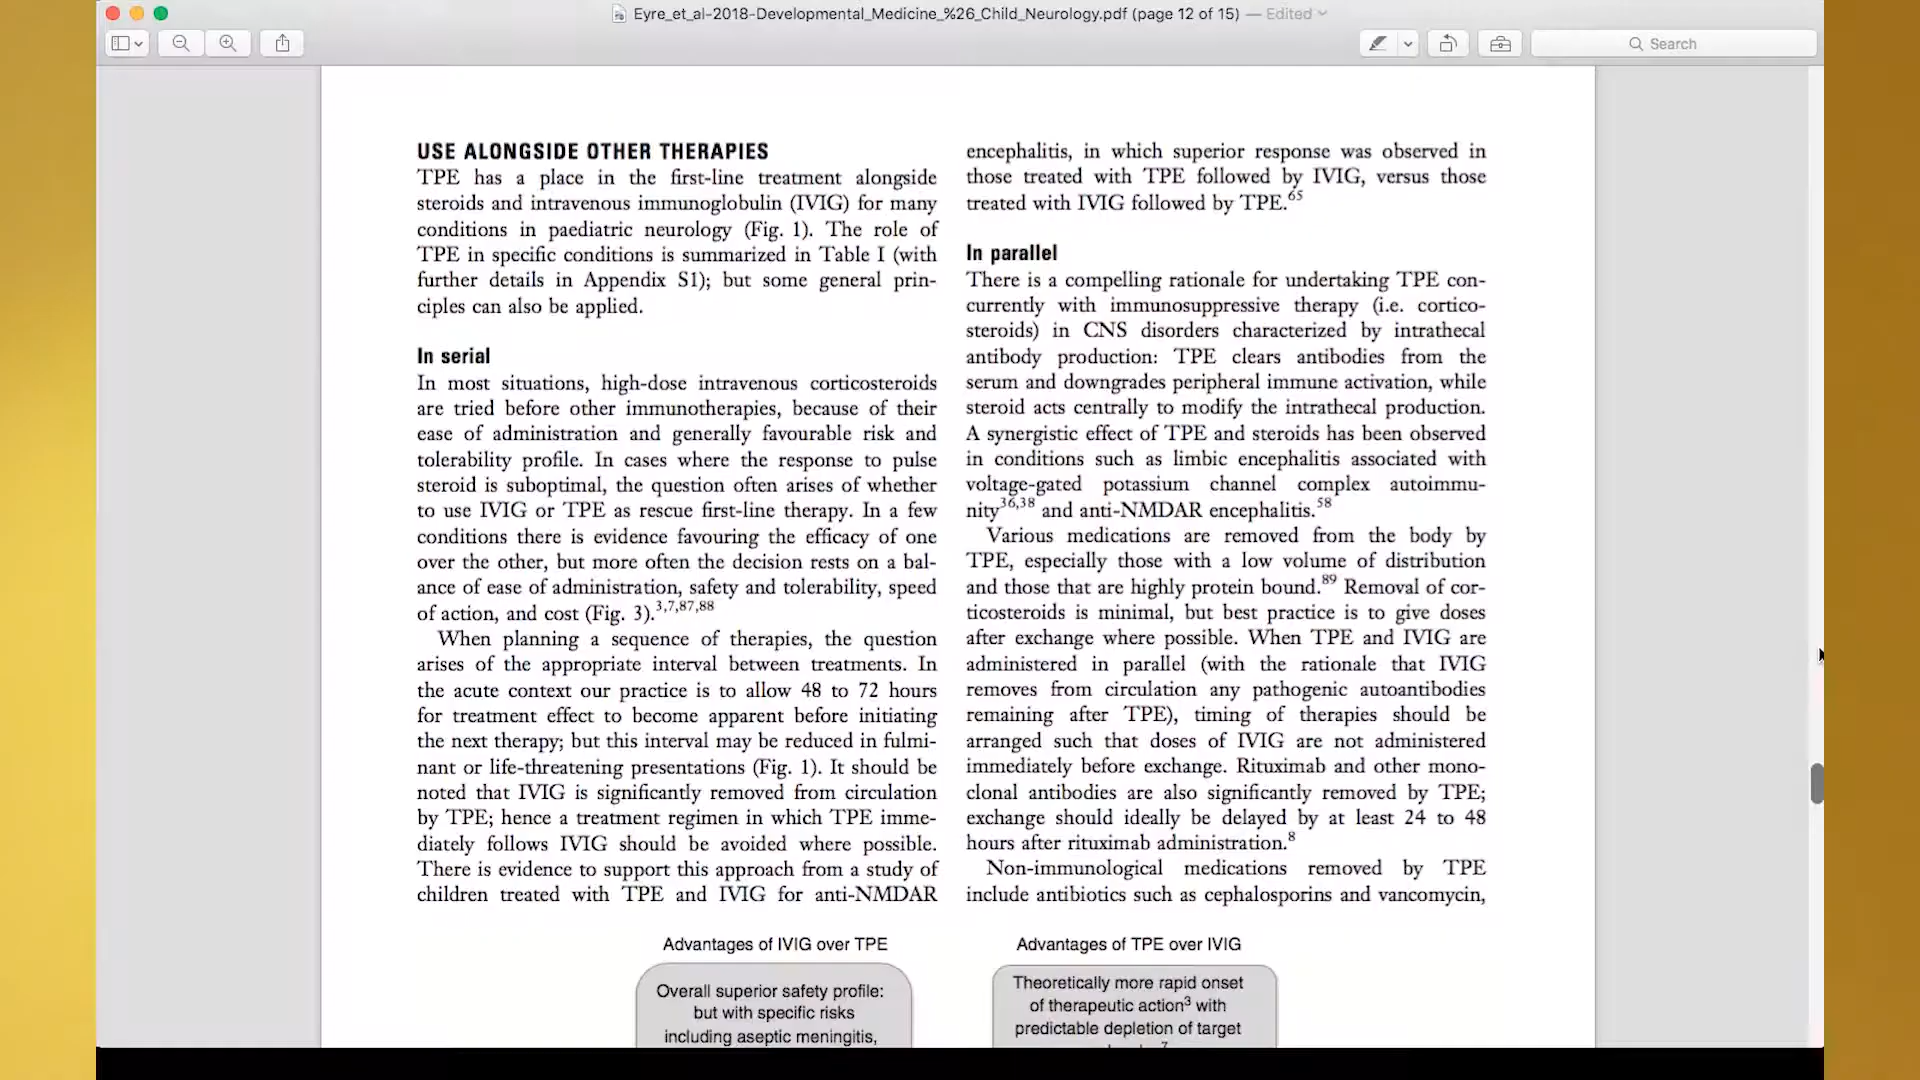 Eyre_et_al-2018-Developmental_Medicine_%26_Child_Neurology.pdf (page 12 of 15) — Edited
Search
USE ALONGSIDE OTHER THERAPIES
TPE has a place in the first-line treatment alongside
steroids and intravenous immunoglobulin (IVIG) for many
conditions in paediatric neurology (Fig. 1). The role of
TPE in specific conditions is summarized in Table I (with
further details in Appendix S1); but some general prin-
ciples can also be applied.
In serial
In most situations, high-dose intravenous corticosteroids
are tried before other immunotherapies, because of their
ease of administration and generally favourable risk and
tolerability profile. In cases where the response to pulse
steroid is suboptimal, the question often arises of whether
to use IVIG or TPE as rescue first-line therapy. In a few
conditions there is evidence favouring the efficacy of one
over the other, but more often the decision rests on a bal-
ance of ease of administration, safety and tolerability, speed
of action, and cost (Fig. 3).3,7,87,88
When planning a sequence of therapies, the question
arises of the appropriate interval between treatments. In
the acute context our practice is to allow 48 to 72 hours
for treatment effect to become apparent before initiating
the next therapy; but this interval may be reduced in fulmi-
nant or life-threatening presentations (Fig. 1). It should be
noted that IVIG is significantly removed from circulation
by TPE; hence a treatment regimen in which TPE imme-
diately follows IVIG should be avoided where possible.
There is evidence to support this approach from a study of
children treated with TPE and IVIG for anti-NMDAR
encephalitis, in which superior response was observed in
those treated with TPE followed by IVIG, versus those
treated with IVIG followed by TPE.65
In parallel
There is a compelling rationale for undertaking TPE con-
currently with immunosuppressive therapy (i.e. cortico-
steroids) in CNS disorders characterized by intrathecal
antibody production: TPE clears antibodies from the
serum and downgrades peripheral immune activation, while
steroid acts centrally to modify the intrathecal production.
A synergistic effect of TPE and steroids has been observed
in conditions such as limbic encephalitis associated with
voltage-gated potassium channel complex autoimmu-
nity36,38 and anti-NMDAR encephalitis.58
Various medications are removed from the body by
TPE, especially those with a low volume of distribution
and those that are highly protein bound.89 Removal of cor-
ticosteroids is minimal, but best practice is to give doses
after exchange where possible. When TPE and IVIG are
administered in parallel (with the rationale that IVIG
removes from circulation any pathogenic autoantibodies
remaining after TPE), timing of therapies should be
arranged such that doses of IVIG are not administered
immediately before exchange. Rituximab and other mono-
clonal antibodies are also significantly removed by TPE;
exchange should ideally be delayed by at least 24 to 48
hours after rituximab administration.8
Non-immunological medications removed by TPE
include antibiotics such as cephalosporins and vancomycin,
Advantages of IVIG over TPE
Overall superior safety profile:
but with specific risks
including aseptic meningitis,
Advantages of TPE over IVIG
Theoretically more rapid onset
of therapeutic action3 with
predictable depletion of target